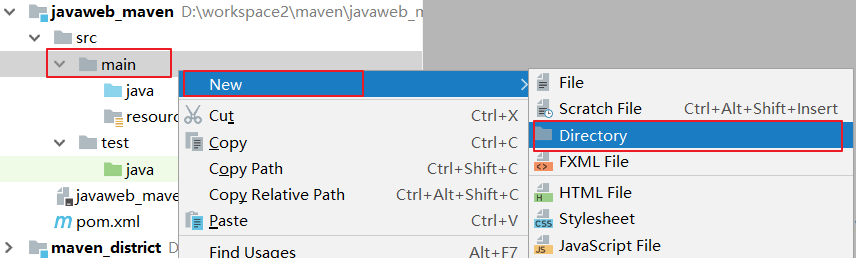 javaweb_maven D:\workspace2\maven\javaweb_m
src
main
java
resourc
test
java
javaweb_mave
pom.xml
maven_district D:
New
Cut Ctrl+X
Copy Ctrl+C
Copy Path Ctrl+Shift+C
Copy Relative Path Ctrl+Alt+Shift+C
Paste Ctrl+V
Find Usages Alt+F7
File
Scratch File Ctrl+Alt+Shift+Insert
Directory
FXML File
HTML File
Stylesheet
JavaScript File